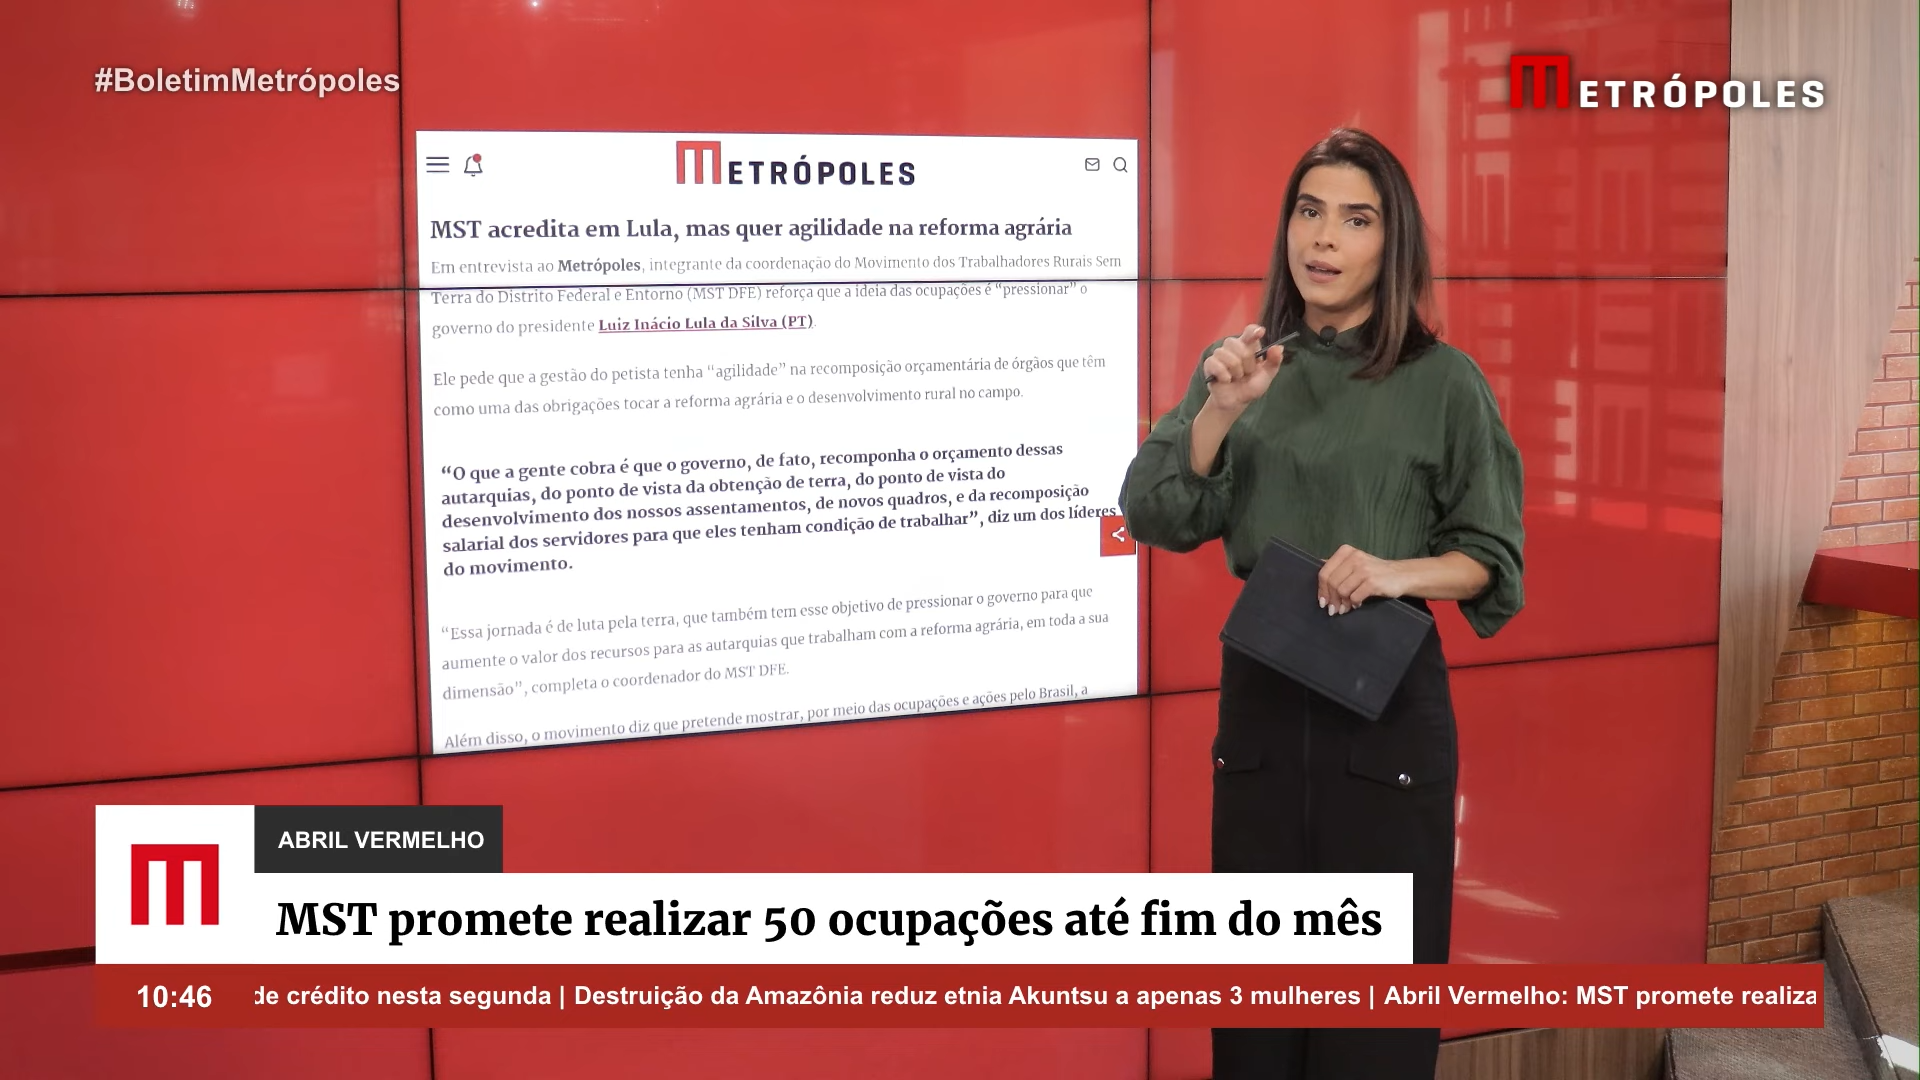 #BoletimMetrópoles
METRÓPOLES
METRÓPOLES
MST acredita em Lula, mas quer agilidade na reforma agrária
Em entrevista ao Metrópoles, integrante da coordenação do Movimento dos Trabalhadores Rurais Sem
Terra do Distrito Federal e Entorno (MST DFE) reforça que a ideia das ocupações é “pressionar” o
governo do presidente Luiz Inácio Lula da Silva (PT).
Ele pede que a gestão do petista tenha “agilidade” na recomposição orçamentária de órgãos que têm
como uma das obrigações tocar a reforma agrária e o desenvolvimento rural no campo.
“O que a gente cobra é que o governo, de fato, recomponha o orçamento dessas
autarquias, do ponto de vista da obtenção de terra, do ponto de vista do
desenvolvimento dos nossos assentamentos, de novos quadros, e da recomposição
salarial dos servidores para que eles tenham condição de trabalhar”, diz um dos líderes
do movimento.
“Essa jornada é de luta pela terra, que também tem esse objetivo de pressionar o governo para que
aumente o valor dos recursos para as autarquias que trabalham com a reforma agrária, em toda a sua
dimensão”, completa o coordenador do MST DFE.
Além disso, o movimento diz que pretende mostrar, por meio das ocupações e ações pelo Brasil, a
ABRIL VERMELHO
MST promete realizar 50 ocupações até fim do mês
10:46 de crédito nesta segunda | Destruição da Amazônia reduz etnia Akuntsu a apenas 3 mulheres | Abril Vermelho: MST promete realiza